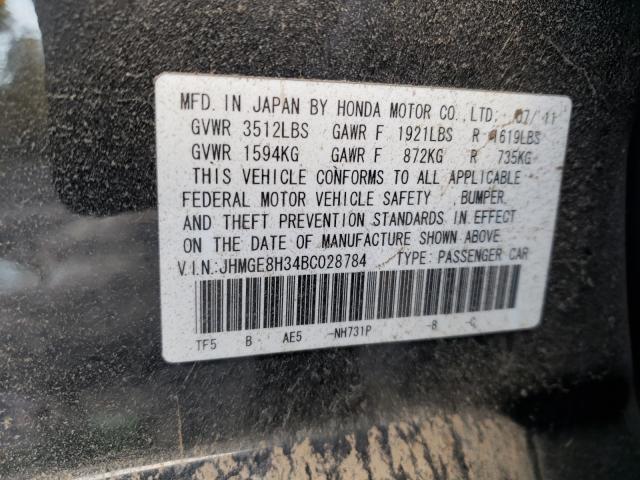 MFD. IN JAPAN BY HONDA MOTOR CO., LTD. 07/11
GVWR 3512LBS GAWR F 1921LBS R 1619LBS
GVWR 1594KG GAWR F 872KG R 735KG
THIS VEHICLE CONFORMS TO ALL APPLICABLE
FEDERAL MOTOR VEHICLE SAFETY, BUMPER,
AND THEFT PREVENTION STANDARDS IN EFFECT
ON THE DATE OF MANUFACTURE SHOWN ABOVE.
V.I.N:JHMGE8H34BC028784 TYPE: PASSENGER CAR
TF5 B AE5 -NH731P -8 -C